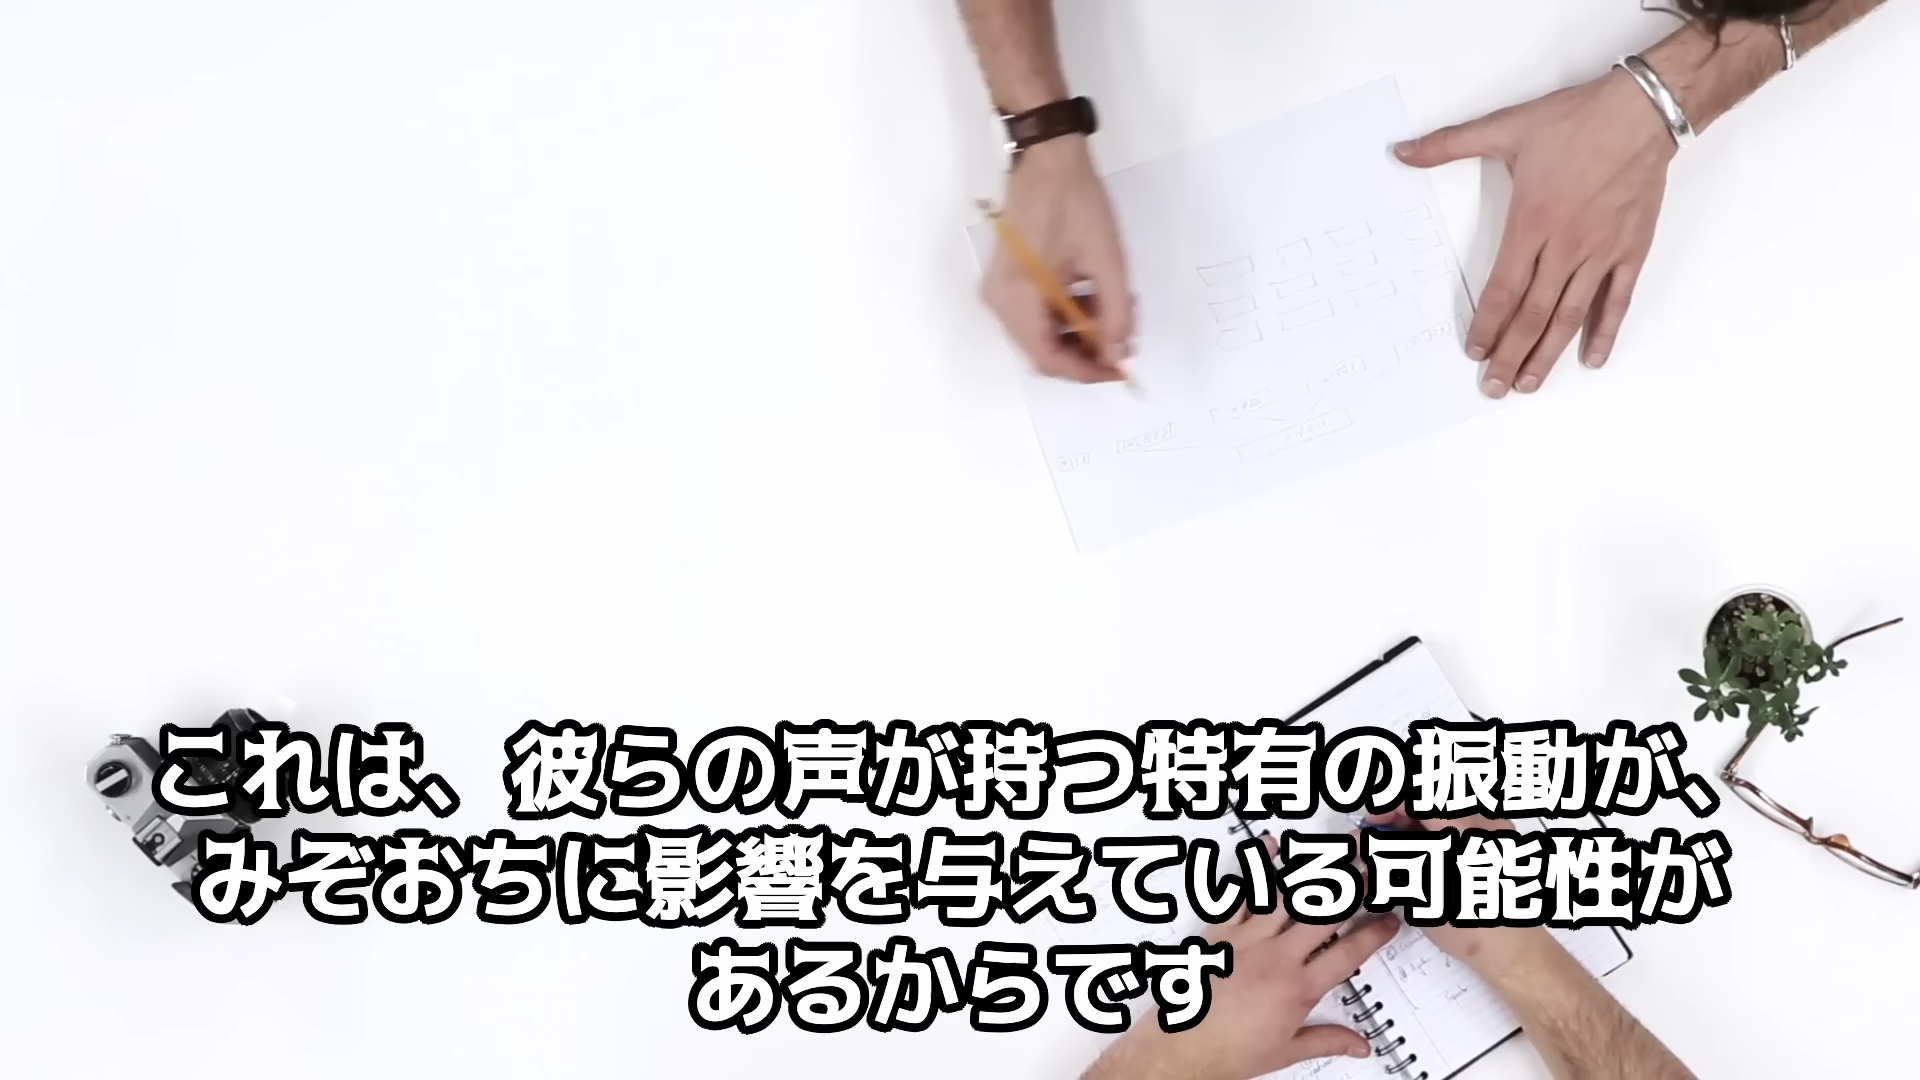 これは、彼らの声が持つ特有の振動が、
みぞおちに影響を与えている可能性が
あるからです